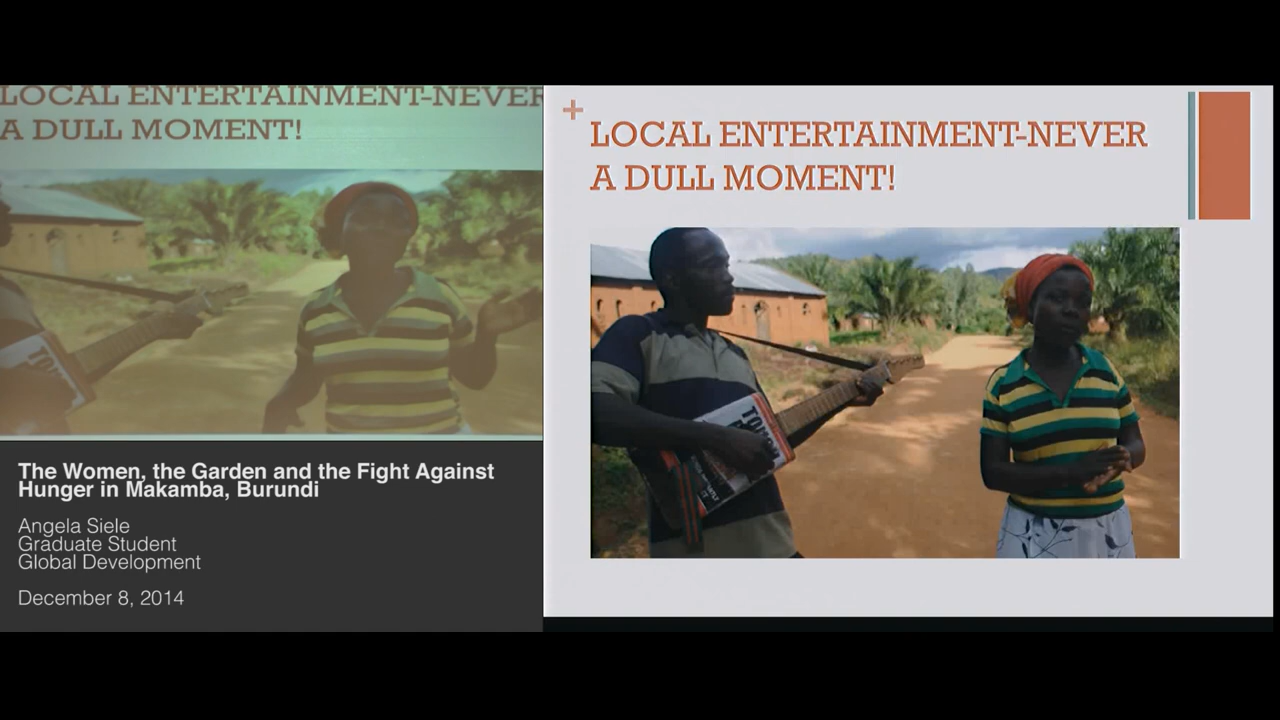 LOCAL ENTERTAINMENT-NEVER
A DULL MOMENT!
The Women, the Garden and the Fight Against
Hunger in Makamba, Burundi
Angela Siele
Graduate Student
Global Development
December 8, 2014
+
LOCAL ENTERTAINMENT-NEVER
A DULL MOMENT!